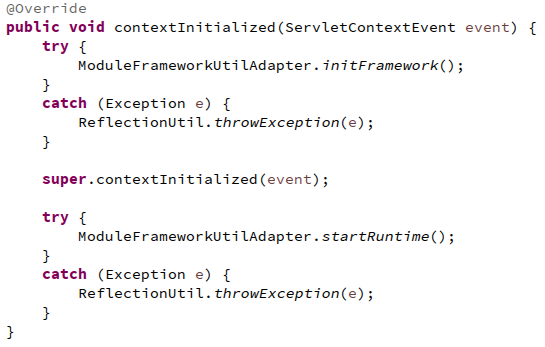 @Override
public void contextInitialized(ServletContextEvent event) {
    try {
        ModuleFrameworkUtilAdapter.initFramework();
    }
    catch (Exception e) {
        ReflectionUtil.throwException(e);
    }

    super.contextInitialized(event);

    try {
        ModuleFrameworkUtilAdapter.startRuntime();
    }
    catch (Exception e) {
        ReflectionUtil.throwException(e);
    }
}